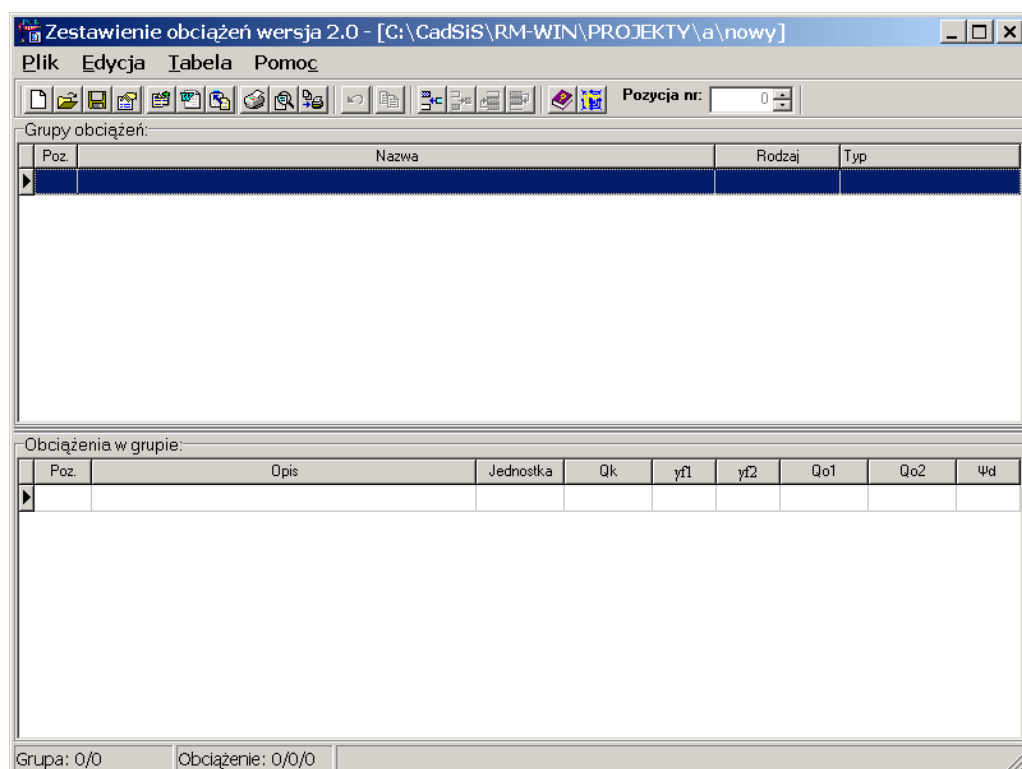 Zestawienie obciążeń wersja 2.0 - [C:\CadSiS\RM-WIN\PROJEKTY\a\nowy]
Plik Edycja Tabela Pomoc
Pozycja nr: 0
Grupy obciążeń:
Poz. Nazwa Rodzaj Typ
Obciążenia w grupie:
Poz. Opis Jednostka Qk γf1 γf2 Qo1 Qo2 Ψd
Grupa: 0/0 Obciążenie: 0/0/0